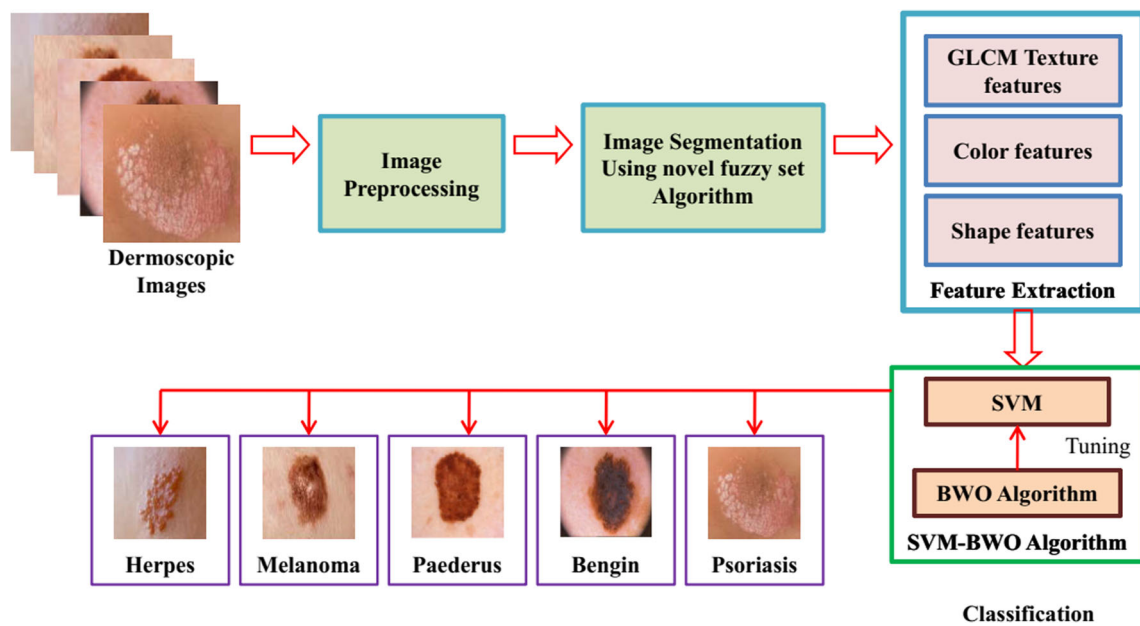 Dermoscopic
Images
Image
Preprocessing
Image Segmentation
Using novel fuzzy set
Algorithm
GLCM Texture
features
Color features
Shape features
Feature Extraction
SVM
Tuning
BWO Algorithm
SVM-BWO Algorithm
Classification
Herpes
Melanoma
Paederus
Bengin
Psoriasis